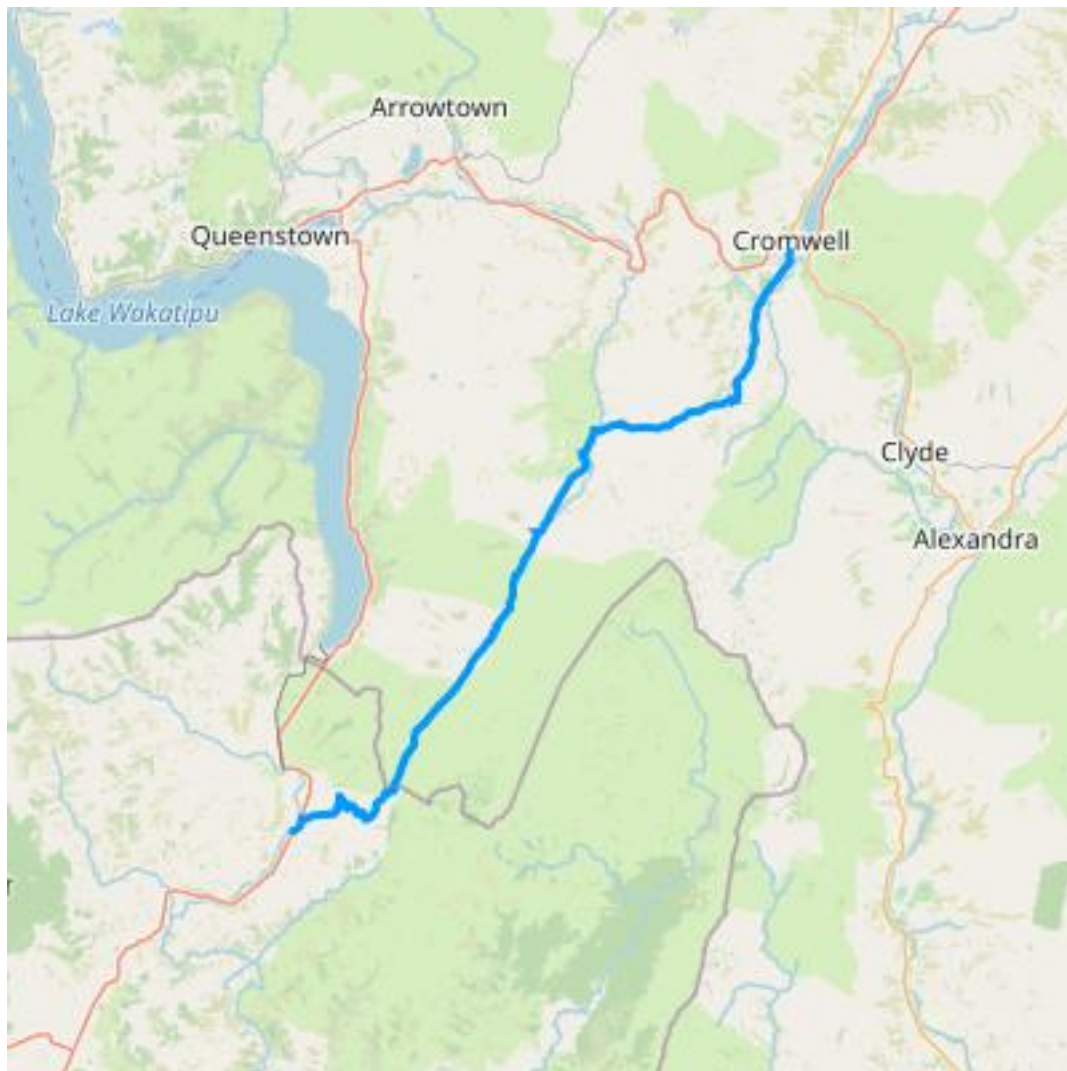 Arrowtown
Queenstown
Cromwell
Lake Wakatipu
Clyde
Alexandra
r